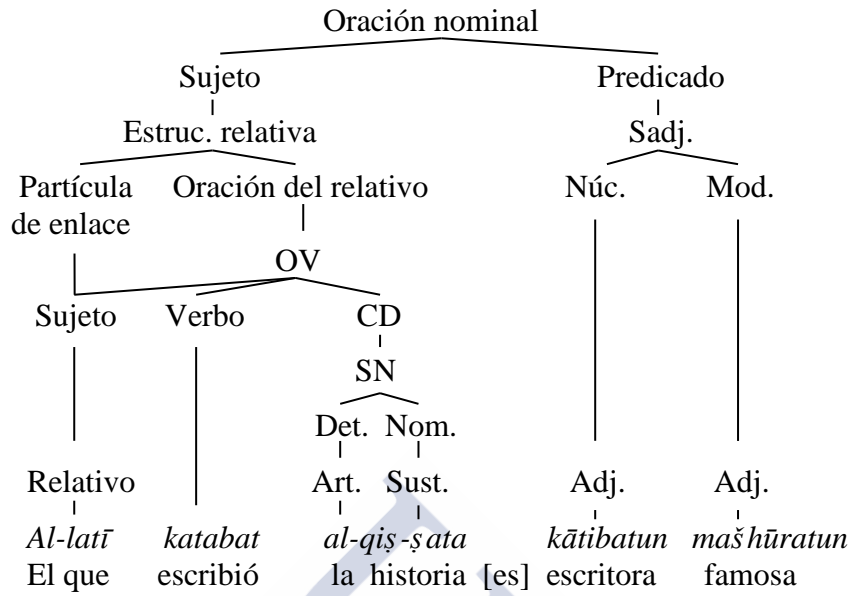 Oración nominal
Sujeto Predicado
Estruc. relativa Sadj.
Partícula Oración del relativo Núc. Mod.
de enlace
OV
Sujeto Verbo CD
SN
Det. Nom.
Relativo Art. Sust. Adj. Adj.
Al-latī katabat al-qiṣ-ṣata kātibatun mašhūratun
El que escribió la historia [es] escritora famosa